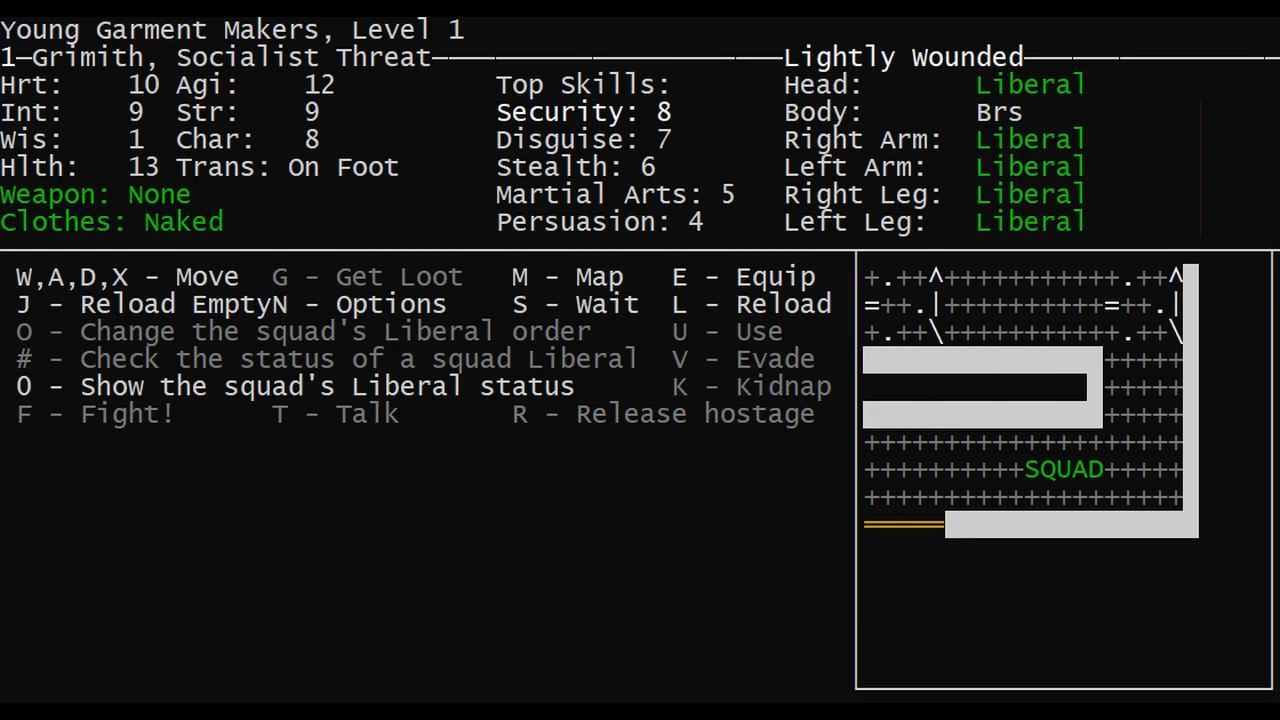 Young Garment Makers, Level 1
1—Grimith, Socialist Threat Lightly Wounded
Hrt: 10 Agi: 12 Top Skills: Head: Liberal
Int: 9 Str: 9 Security: 8 Body: Brs
Wis: 1 Char: 8 Disguise: 7 Right Arm: Liberal
Hlth: 13 Trans: On Foot Stealth: 6 Left Arm: Liberal
Weapon: None Martial Arts: 5 Right Leg: Liberal
Clothes: Naked Persuasion: 4 Left Leg: Liberal
W,A,D,X - Move G - Get Loot M - Map E - Equip +.++^++++++++++++.++^
J - Reload EmptyN - Options S - Wait L - Reload =++.|++++++++++=++.|
O - Change the squad's Liberal order U - Use +.++\+++++++++++.++\
# - Check the status of a squad Liberal V - Evade +++++
0 - Show the squad's Liberal status K - Kidnap +++++
F - Fight! T - Talk R - Release hostage +++++
++++++++++++++++++++
++++++++++SQUAD+++++
++++++++++++++++++++
=====